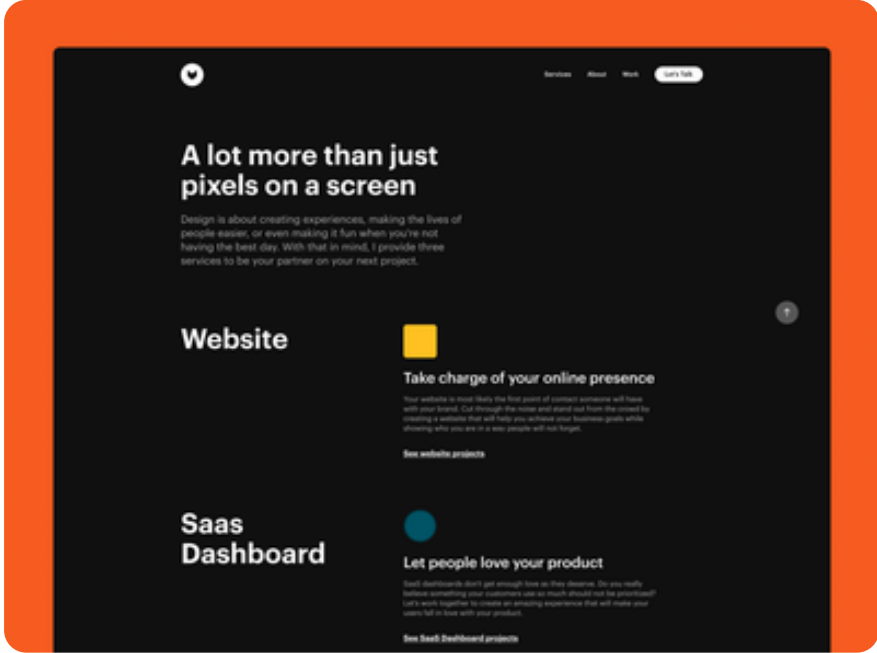 Services About Work Let's Talk
A lot more than just
pixels on a screen
Design is about creating experiences, making the lives of
people easier, or even making it fun when you're not
having the best day. With that in mind, I provide three
services to be your partner on your next project.
Website
Take charge of your online presence
Your website is most likely the first point of contact someone will have
with your brand. Cut through the noise and stand out from the crowd by
creating a website that will help you achieve your business goals while
showing who you are in a way people will not forget.
See website projects
Saas
Dashboard
Let people love your product
SaaS dashboards don't get enough love as they deserve. Do you really
believe something your customers use so much should not be prioritized?
Let's work together to create an amazing experience that will make your
users fall in love with your product.
See SaaS Dashboard projects